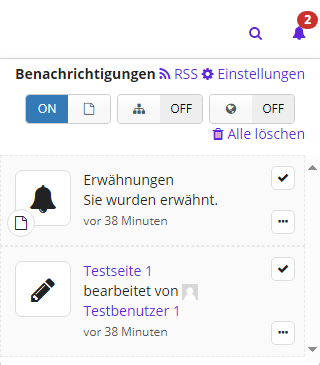 2
Benachrichtigungen RSS Einstellungen
ON OFF OFF
Alle löschen
Erwähnungen
Sie wurden erwähnt.
vor 38 Minuten
Testseite 1
bearbeitet von
Testbenutzer 1
vor 38 Minuten